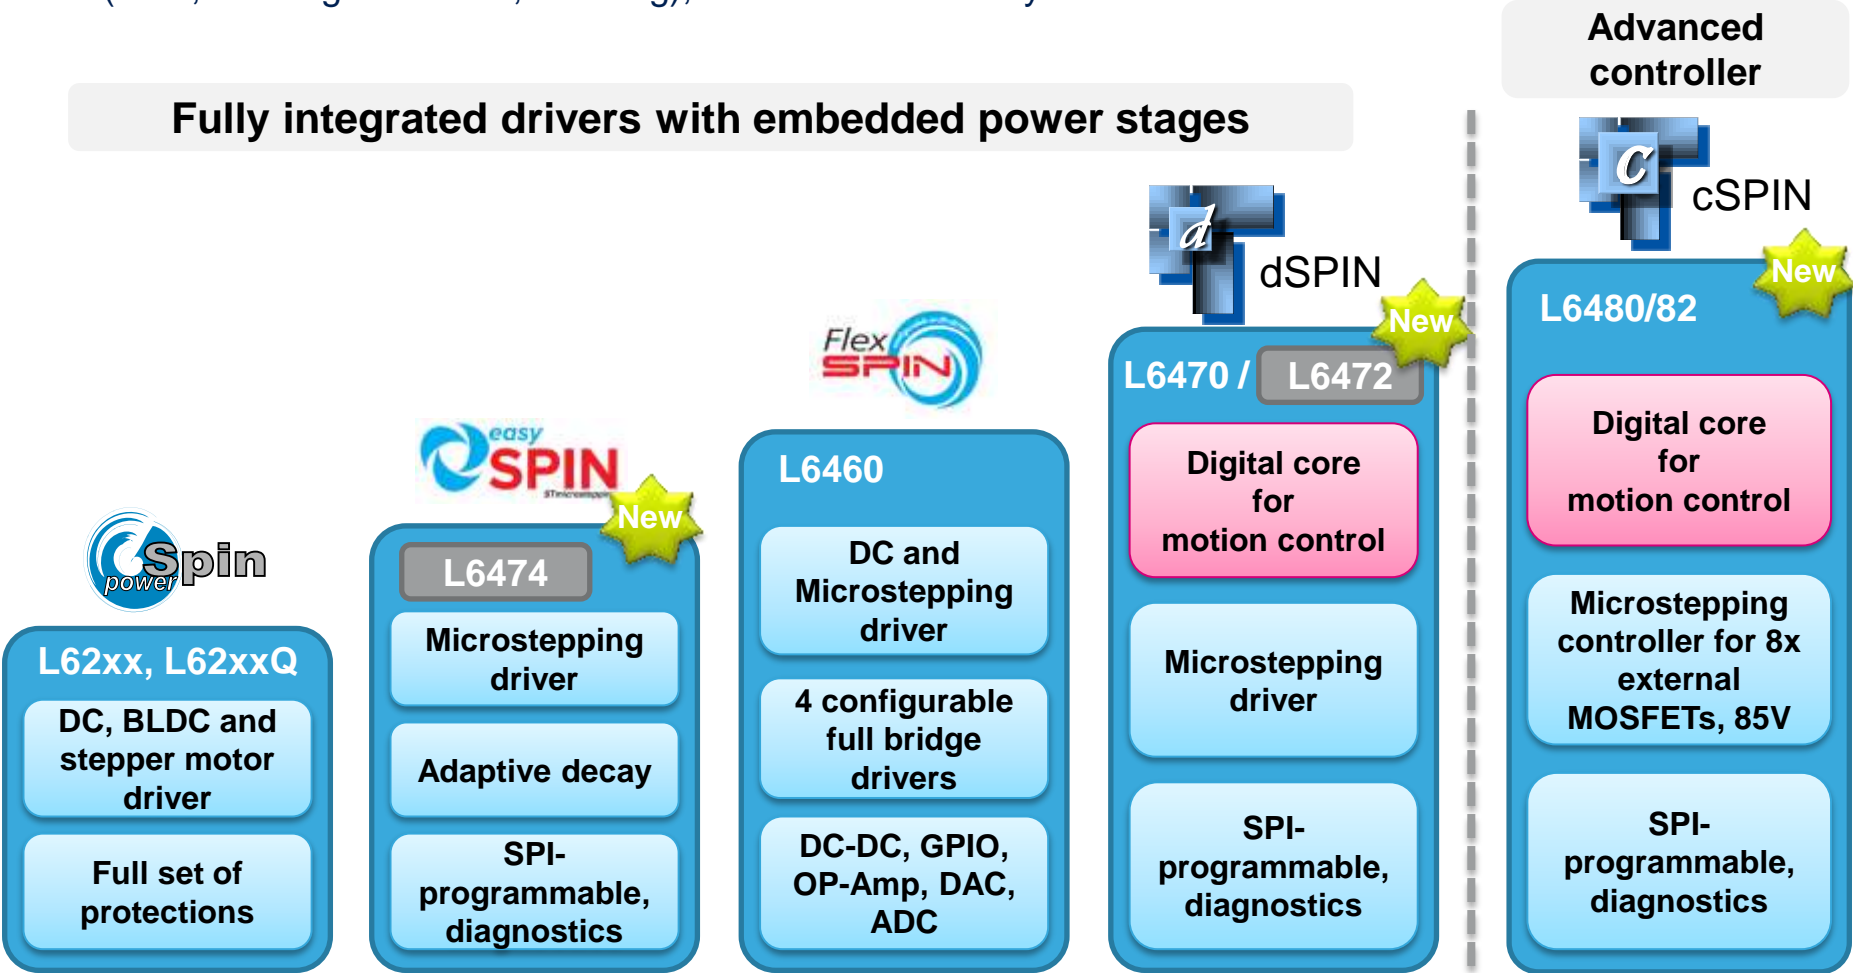 Advanced
controller
Fully integrated drivers with embedded power stages
C
cSPIN
d
dSPIN
New
L6480/82
Digital core
for
motion control
Microstepping
controller for 8x
external
MOSFETs, 85V
SPI-
programmable,
diagnostics
New
L6470 / L6472
Digital core
for
motion control
Microstepping
driver
SPI-
programmable,
diagnostics
Flex
SPIN
L6460
DC and
Microstepping
driver
4 configurable
full bridge
drivers
DC-DC, GPIO,
OP-Amp, DAC,
ADC
easy
SPIN
New
L6474
Microstepping
driver
Adaptive decay
SPI-
programmable,
diagnostics
Spin
power
L62xx, L62xxQ
DC, BLDC and
stepper motor
driver
Full set of
protections